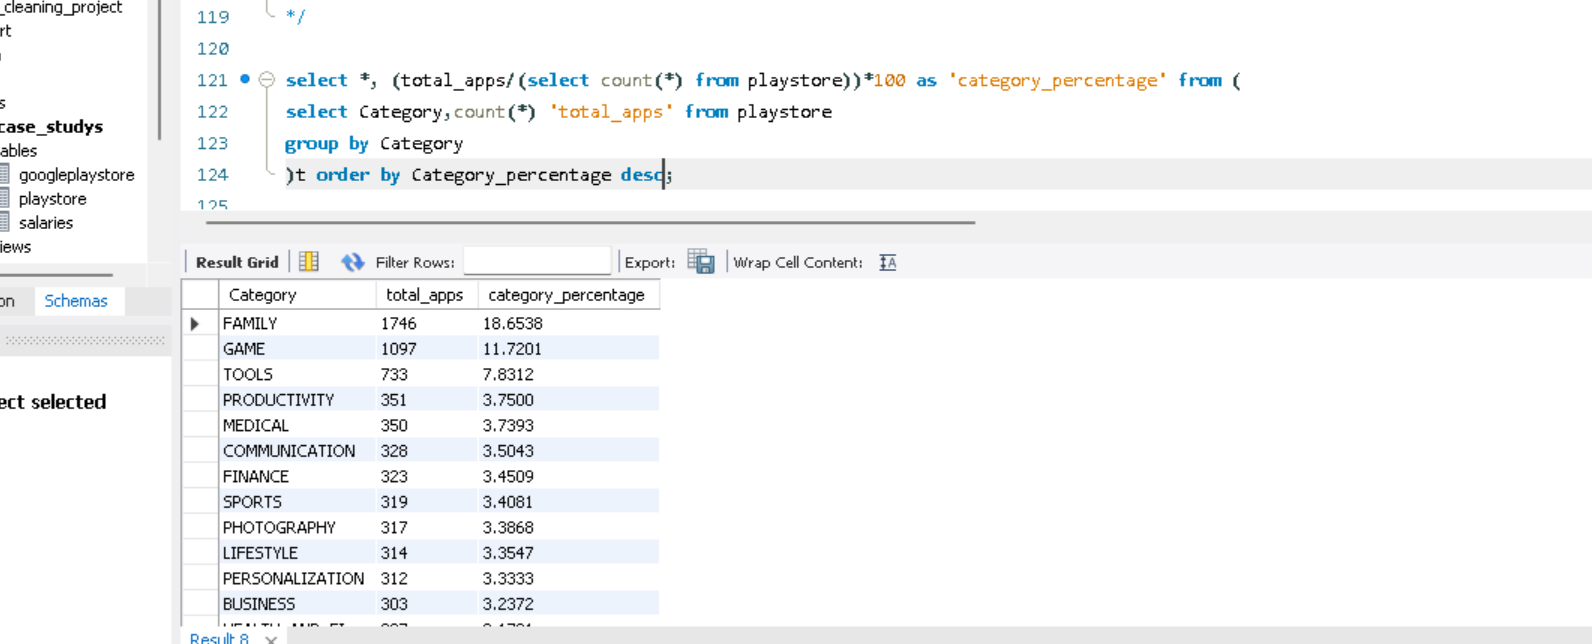 _cleaning_project
rt
s
case_studys
ables
googleplaystore
playstore
salaries
iews
on
Schemas
ect selected
119 */
120
121 select *, (total_apps/(select count(*) from playstore))*100 as 'category_percentage' from (
122 select Category,count(*) 'total_apps' from playstore
123 group by Category
124 )t order by Category_percentage desc;
125
Result Grid Filter Rows: Export: Wrap Cell Content:
Category total_apps category_percentage
FAMILY 1746 18.6538
GAME 1097 11.7201
TOOLS 733 7.8312
PRODUCTIVITY 351 3.7500
MEDICAL 350 3.7393
COMMUNICATION 328 3.5043
FINANCE 323 3.4509
SPORTS 319 3.4081
PHOTOGRAPHY 317 3.3868
LIFESTYLE 314 3.3547
PERSONALIZATION 312 3.3333
BUSINESS 303 3.2372
Result 8